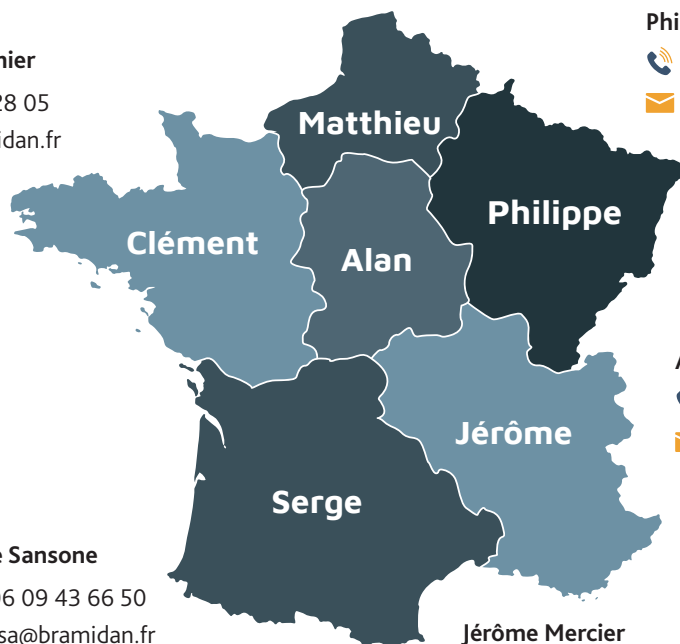 Phi
nier
28 05
idan.fr
Matthieu
Philippe
Clément
Alan
Jérôme
Serge
e Sansone
06 09 43 66 50
sa@bramidan.fr
Jérôme Mercier